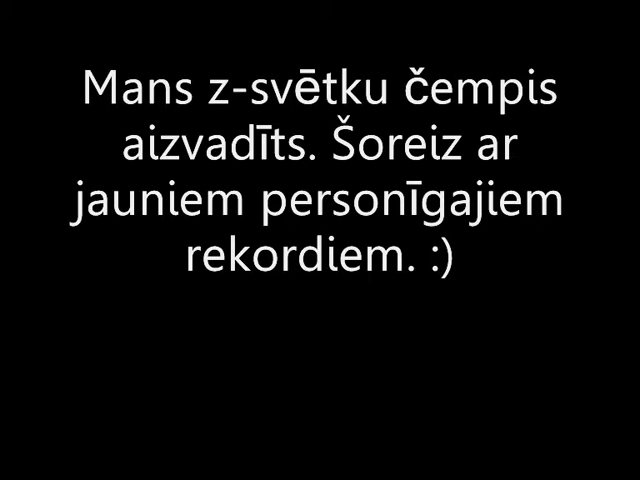 Mans z-svētku čempis
aizvadīts. Šoreiz ar
jauniem personīgajiem
rekordiem. :)